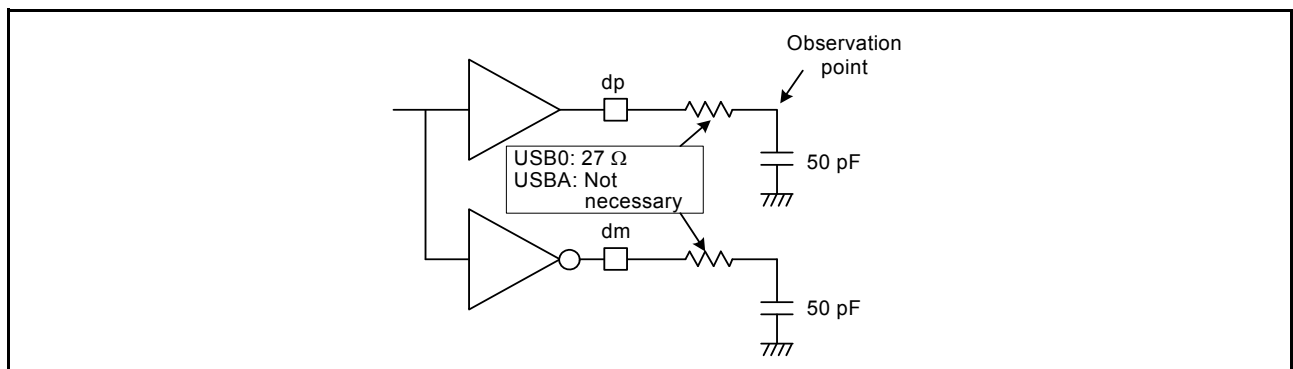 Observation
point
dp
USB0: 27 Ω
USBA: Not
necessary
50 pF
dm
50 pF